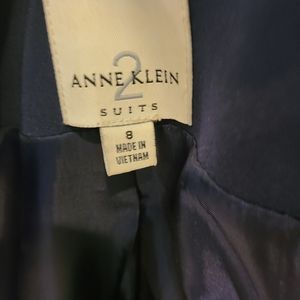 ANNE KLEIN
2
SUITS
8
MADE IN
VIETNAM